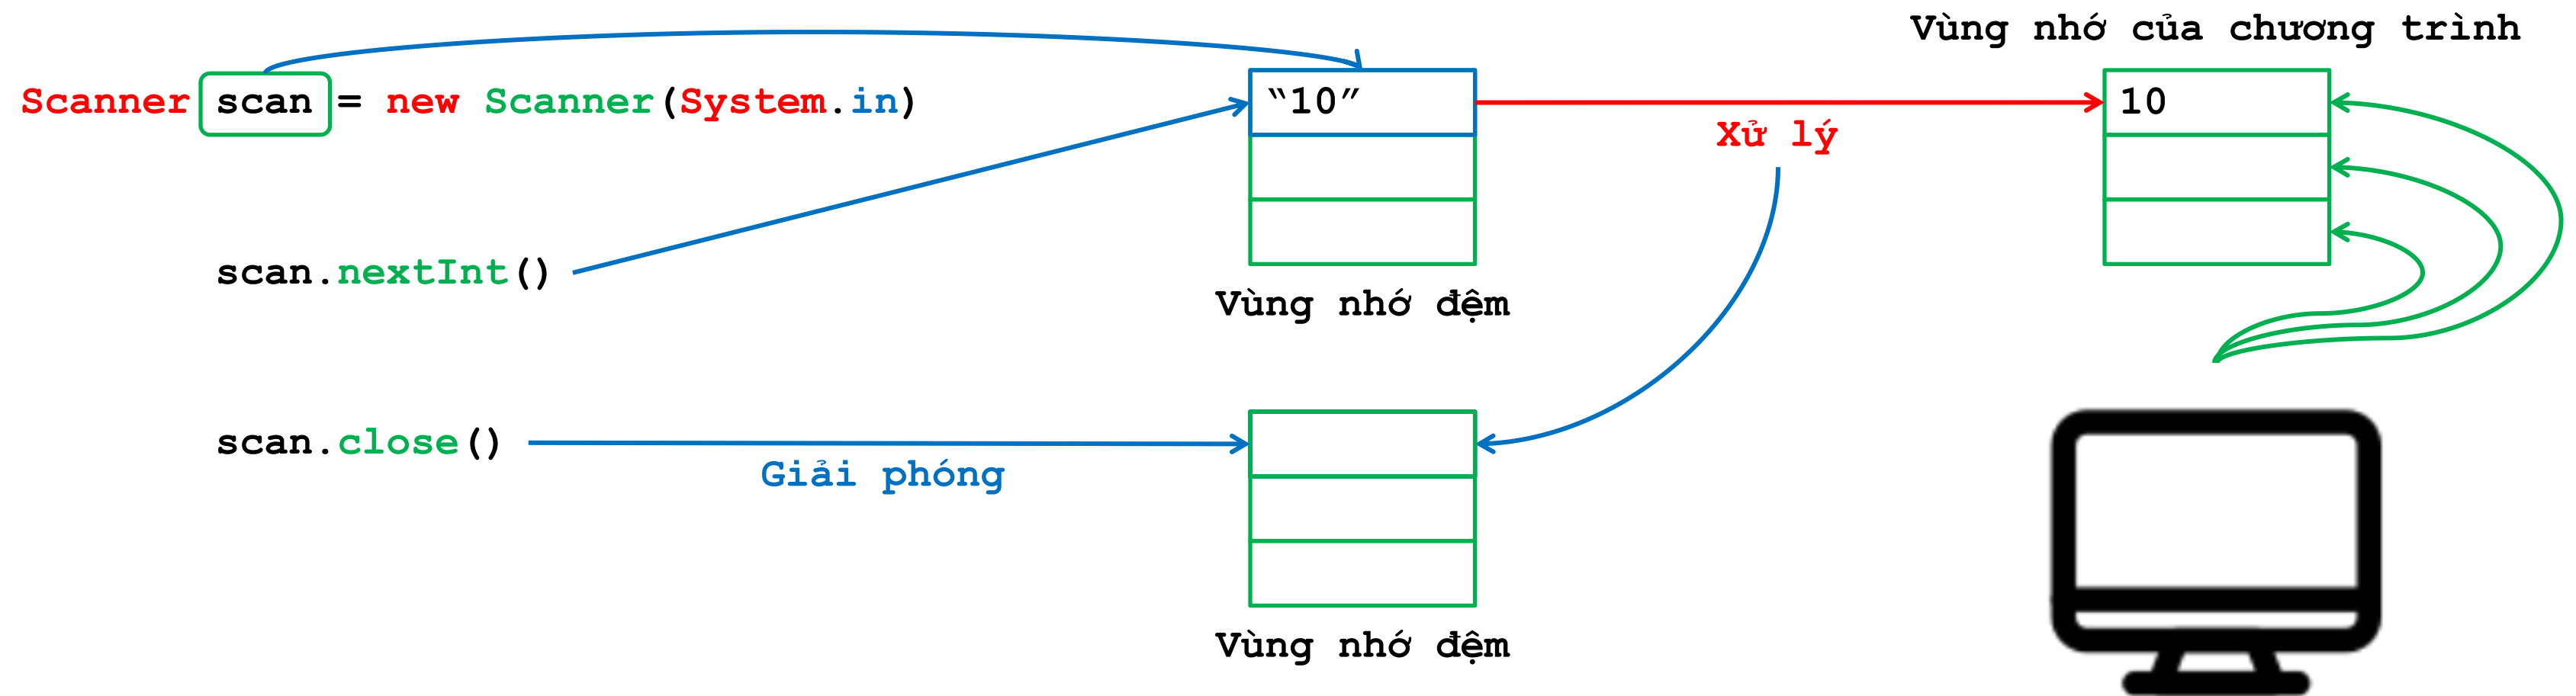 Vùng nhớ của chương trình
Scanner scan = new Scanner(System.in)
“10”
10
Xử lý
scan.nextInt()
Vùng nhớ đệm
scan.close()
Giải phóng
Vùng nhớ đệm